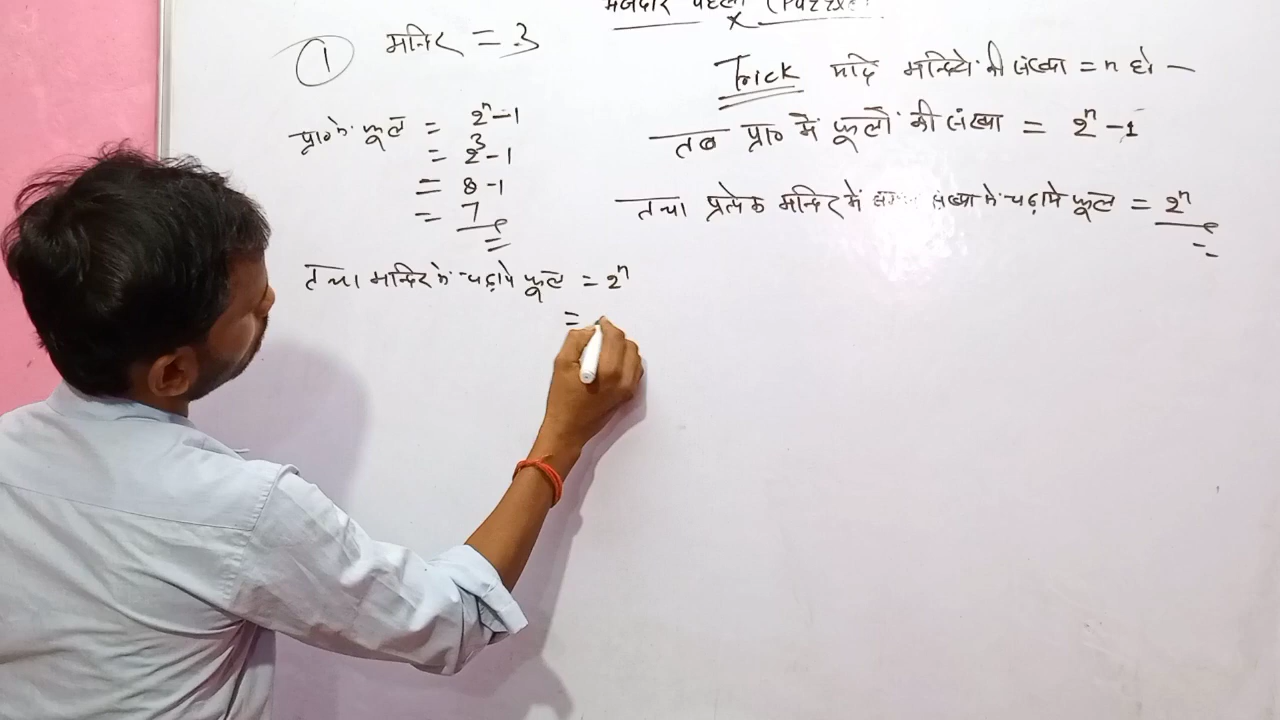 मजेदार पहेली (Puzzle)
① मन्दिर = 3
Trick यदि मन्दिरो की संख्या = n हो —
प्रा० के फूल = 2ⁿ-1
= 2³-1
= 8-1
= 7
तब प्रा० में फूलों की संख्या = 2ⁿ-1
तथा प्रत्येक मन्दिर में संख्या में चढ़ाये फूल = 2ⁿ
तथा मन्दिर में चढ़ाये फूल = 2ⁿ
=